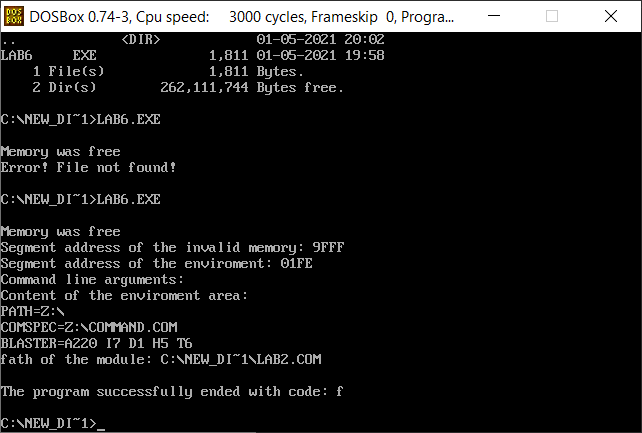 DOSBox 0.74-3, Cpu speed: 3000 cycles, Frameskip 0, Progra...
.. <DIR> 01-05-2021 20:02
LAB6 EXE 1,811 01-05-2021 19:58
1 File(s) 1,811 Bytes.
2 Dir(s) 262,111,744 Bytes free.
C:\NEW_DI~1>LAB6.EXE
Memory was free
Error! File not found!
C:\NEW_DI~1>LAB6.EXE
Memory was free
Segment address of the invalid memory: 9FFF
Segment address of the enviroment: 01FE
Command line arguments:
Content of the enviroment area:
PATH=Z:\
COMSPEC=Z:\COMMAND.COM
BLASTER=A220 I7 D1 H5 T6
fath of the module: C:\NEW_DI~1\LAB2.COM
The program successfully ended with code: f
C:\NEW_DI~1>_